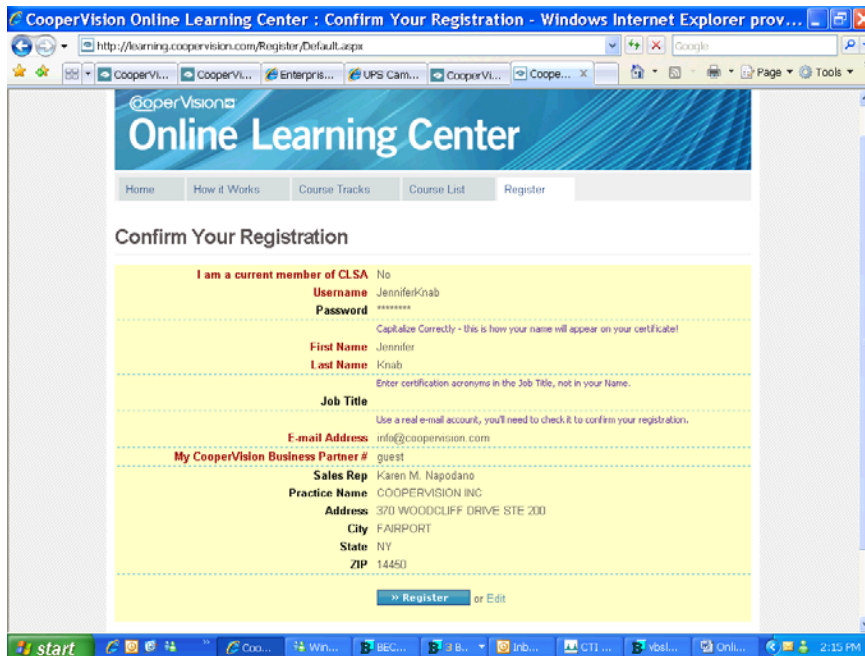 CooperVision Online Learning Center : Confirm Your Registration - Windows Internet Explorer prov...
http://learning.coopervision.com/Register/Default.aspx
Google
CooperVi... CooperVi... Enterpris... UPS Cam... CooperVi... Coope... X Page Tools
CooperVision
Online Learning Center
Home How it Works Course Tracks Course List Register
Confirm Your Registration
I am a current member of CLSA No
Username JenniferKnab
Password ********
Capitalize Correctly - this is how your name will appear on your certificate!
First Name Jennifer
Last Name Knab
Enter certification acronyms in the Job Title, not in your Name.
Job Title
Use a real e-mail account, you'll need to check it to confirm your registration.
E-mail Address info@coopervision.com
My CooperVision Business Partner # guest
Sales Rep Karen M. Napodano
Practice Name COOPERVISION INC
Address 370 WOODCLIFF DRIVE STE 200
City FAIRPORT
State NY
ZIP 14450
» Register or Edit
start Coo... Win... BEC... 3 B... Inb... CTI ... vbsl... Onli... 2:15 PM